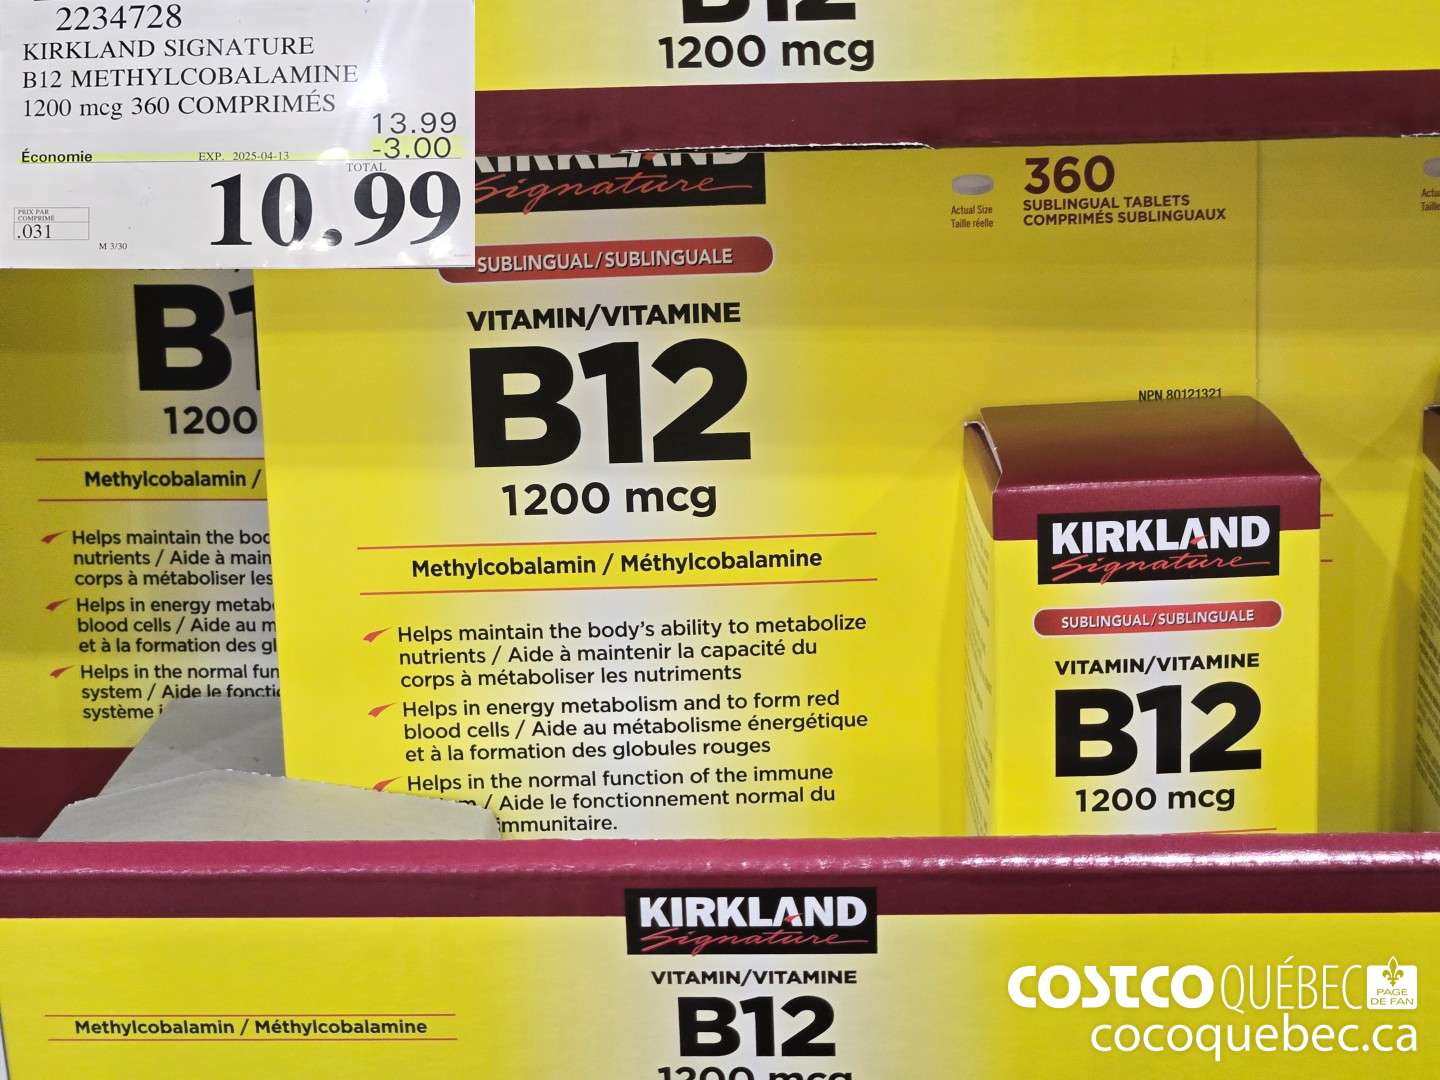 2234728
KIRKLAND SIGNATURE
B12 METHYLCOBALAMINE
1200 mcg 360 COMPRIMÉS
13.99
Économie EXP. 2025-04-13 -3.00
TOTAL
10.99
PRIX PAR
COMPRIMÉ
.031
M 3/30
B12
1200 mcg
KIRKLAND
Signature
SUBLINGUAL/SUBLINGUALE
VITAMIN/VITAMINE
B12
1200 mcg
Methylcobalamin / Méthylcobalamine
Helps maintain the body's ability to metabolize
nutrients / Aide à maintenir la capacité du
corps à métaboliser les nutriments
Helps in energy metabolism and to form red
blood cells / Aide au métabolisme énergétique
et à la formation des globules rouges
Helps in the normal function of the immune
/ Aide le fonctionnement normal du
immunitaire.
Actual Size
Taille réelle
360
SUBLINGUAL TABLETS
COMPRIMÉS SUBLINGUAUX
NPN 80121321
B1
1200
Methylcobalamin /
Helps maintain the
nutrients / Aide à
corps à métaboliser les
Helps in energy
blood cells / Aide au
et à la formation des
Helps in the normal
system / Aide le
système
KIRKLAND
Signature
SUBLINGUAL/SUBLINGUALE
VITAMIN/VITAMINE
B12
1200 mcg
KIRKLAND
Signature
VITAMIN/VITAMINE
B12
1200 mcg
Methylcobalamin / Méthylcobalamine
COSTCO QUÉBEC PAGE
DE FAN
cocoquebec.ca